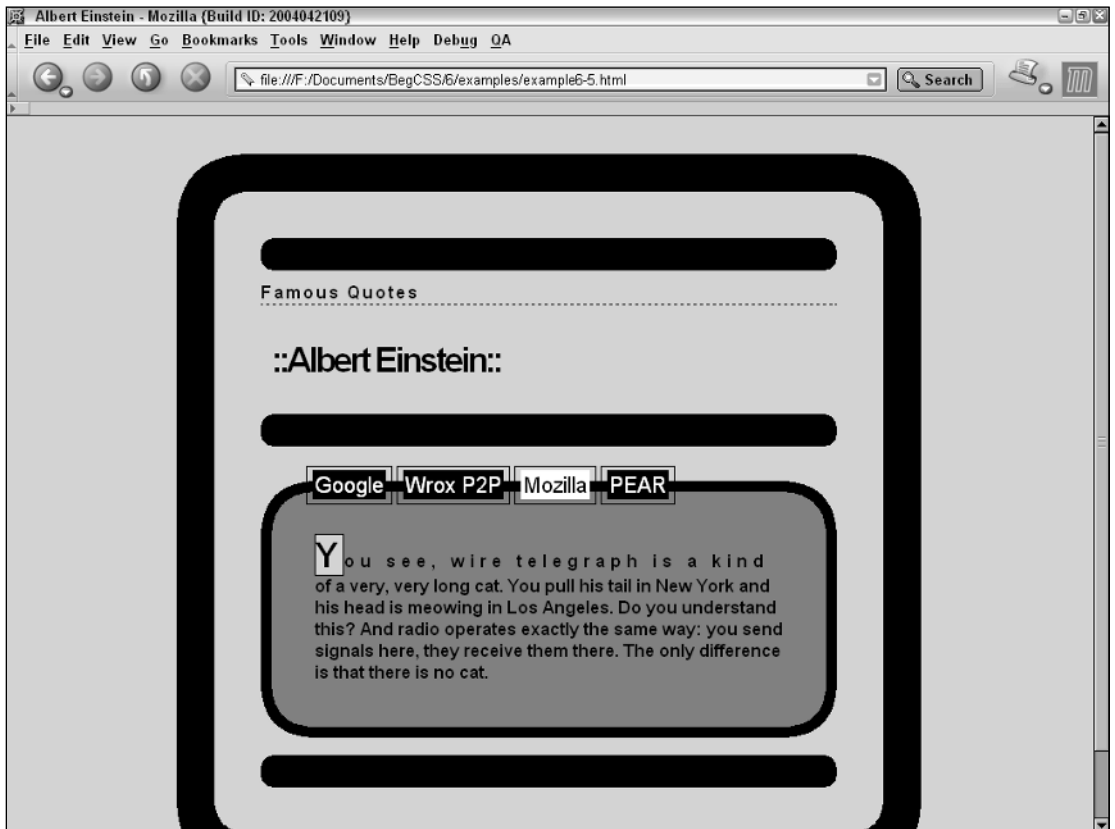 Albert Einstein - Mozilla {Build ID: 2004042109}
File Edit View Go Bookmarks Tools Window Help Debug QA
file:///F:/Documents/BegCSS/6/examples/example6-5.html Search
Famous Quotes
::Albert Einstein::
Google Wrox P2P Mozilla PEAR
You see, wire telegraph is a kind
of a very, very long cat. You pull his tail in New York and
his head is meowing in Los Angeles. Do you understand
this? And radio operates exactly the same way: you send
signals here, they receive them there. The only difference
is that there is no cat.